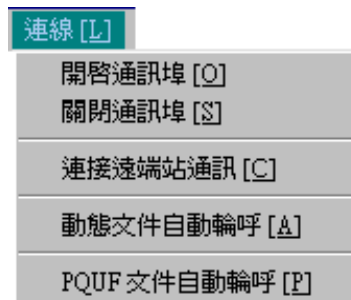 連線 [L]
開啓通訊埠 [O]
關閉通訊埠 [S]
連接遠端站通訊 [C]
動態文件自動輪呼 [A]
PQUF 文件自動輪呼 [P]